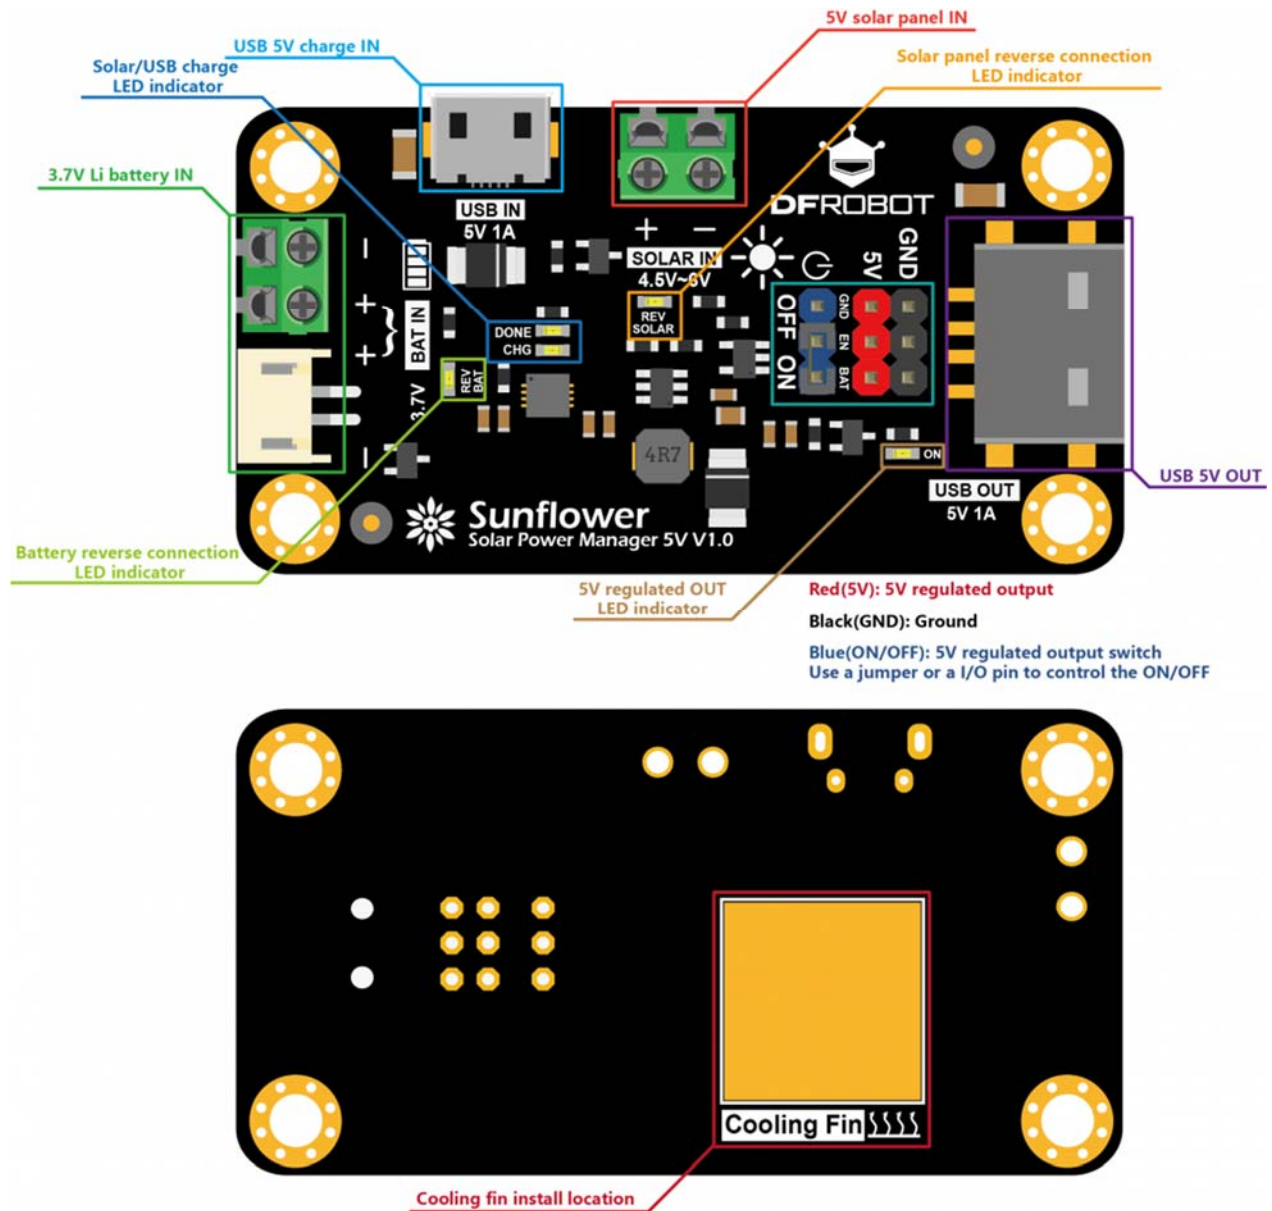 5V solar panel IN
USB 5V charge IN
Solar panel reverse connection
LED indicator
Solar/USB charge
LED indicator
3.7V Li battery IN
DFROBOT
USB IN
5V 1A
+ −
SOLAR IN
4.5V~6V
5V
GND
OFF
ON
GND
EN
BAT
−
+
+
−
BAT IN
3.7V
DONE
CHG
REV
SOLAR
REV
BAT
4R7
ON
USB 5V OUT
USB OUT
5V 1A
Sunflower
Solar Power Manager 5V V1.0
Battery reverse connection
LED indicator
5V regulated OUT
LED indicator
Red(5V): 5V regulated output
Black(GND): Ground
Blue(ON/OFF): 5V regulated output switch
Use a jumper or a I/O pin to control the ON/OFF
Cooling Fin
Cooling fin install location